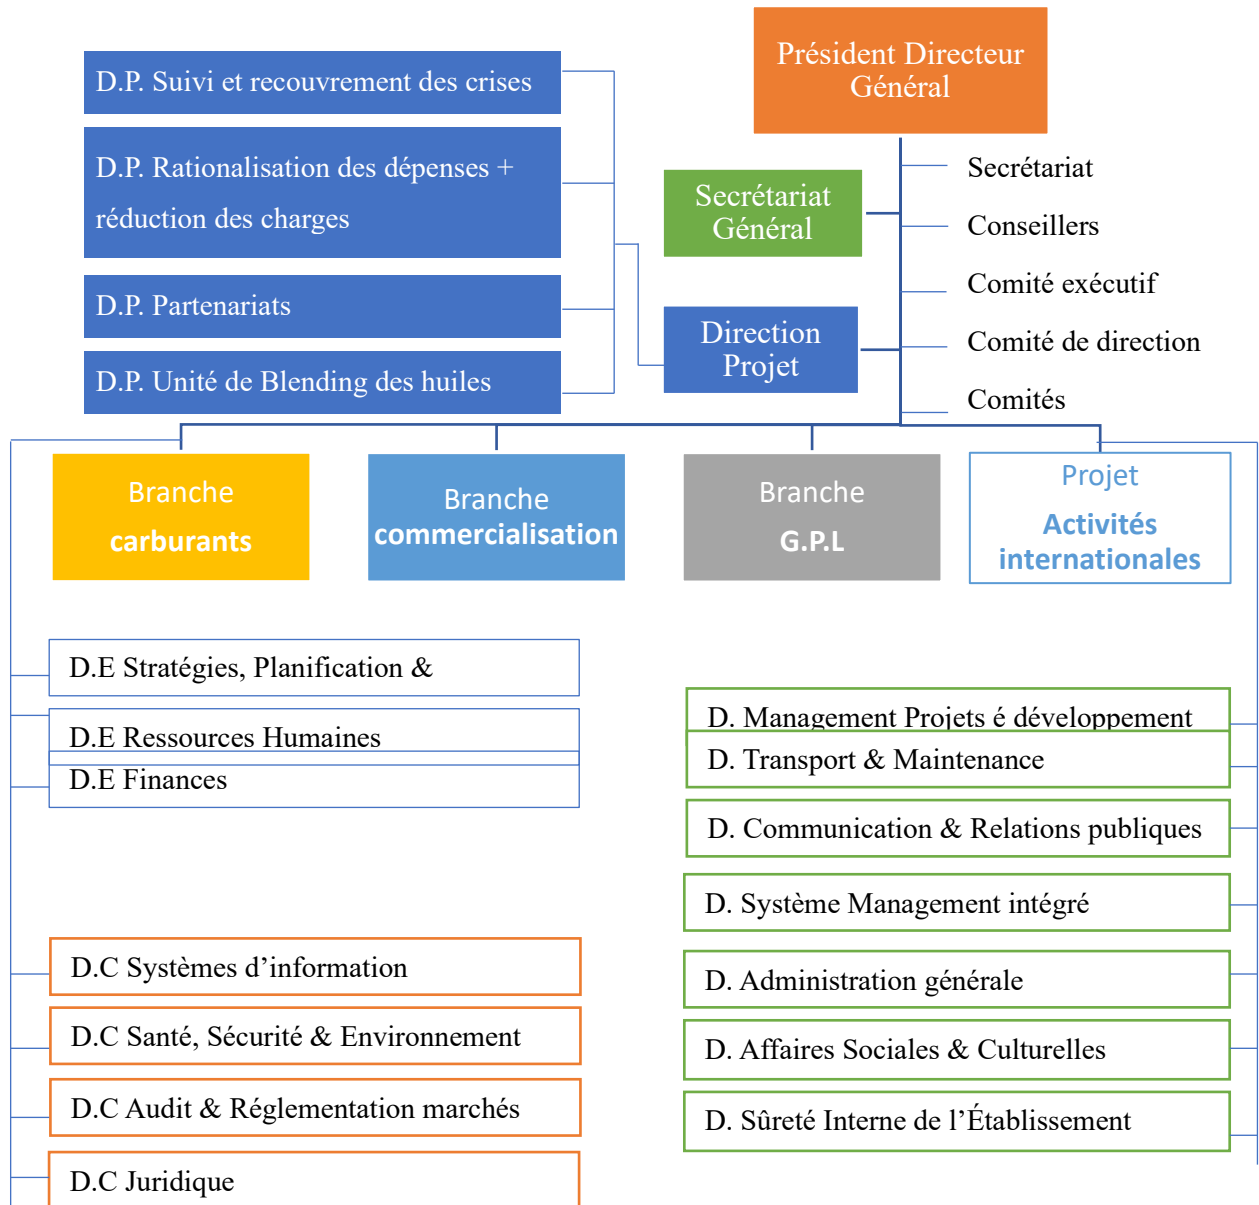 Président Directeur
Général
D.P. Suivi et recouvrement des crises
D.P. Rationalisation des dépenses +
réduction des charges
D.P. Partenariats
D.P. Unité de Blending des huiles
Secrétariat
Général
Direction
Projet
Secrétariat
Conseillers
Comité exécutif
Comité de direction
Comités
Branche
carburants
Branche
commercialisation
Branche
G.P.L
Projet
Activités
internationales
D.E Stratégies, Planification &
D.E Ressources Humaines
D.E Finances
D.C Systèmes d’information
D.C Santé, Sécurité & Environnement
D.C Audit & Réglementation marchés
D.C Juridique
D. Management Projets é développement
D. Transport & Maintenance
D. Communication & Relations publiques
D. Système Management intégré
D. Administration générale
D. Affaires Sociales & Culturelles
D. Sûreté Interne de l’Établissement